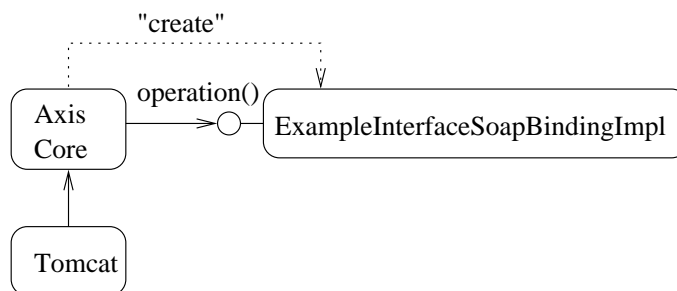 "create"
operation()
Axis
Core
ExampleInterfaceSoapBindingImpl
Tomcat